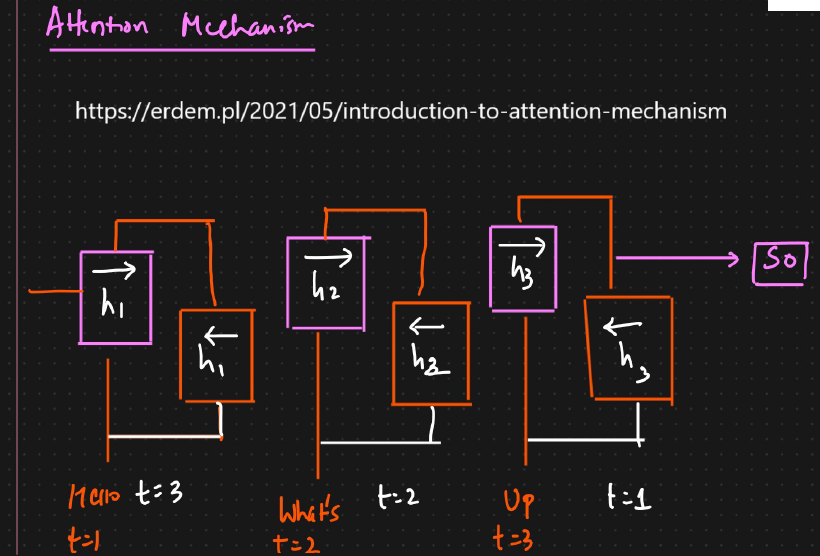 Attention Mechanism
https://erdem.pl/2021/05/introduction-to-attention-mechanism
→ h1
← h1
→ h2
← h2
→ h3
← h3
So
Hello t=3
t=1
What's t=2
t=2
Up t=1
t=3